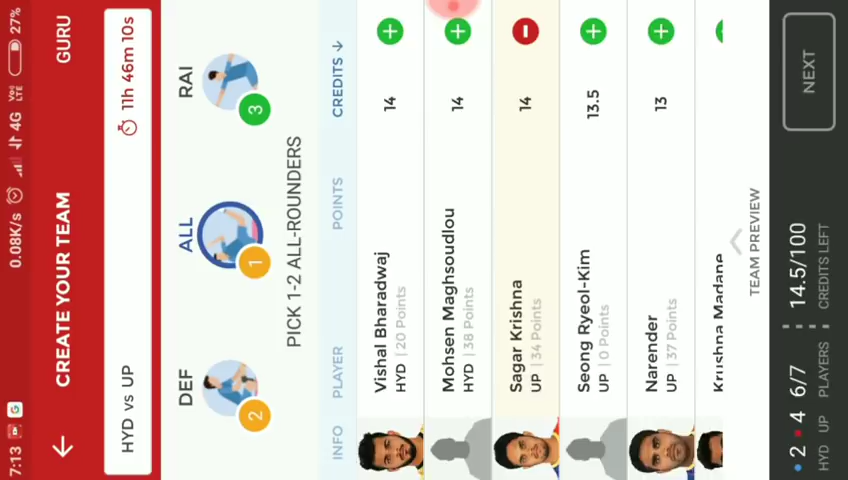 7:13 G 0.08K/s 4G VoLTE 27%
CREATE YOUR TEAM GURU
HYD vs UP 11h 46m 10s
DEF ALL RAI
2 1 3
PICK 1-2 ALL-ROUNDERS
INFO PLAYER POINTS CREDITS ↓
Vishal Bharadwaj 14
HYD | 20 Points
Mohsen Maghsoudlou 14
HYD | 38 Points
Sagar Krishna 14
UP | 34 Points
Seong Ryeol-Kim 13.5
UP | 0 Points
Narender 13
UP | 37 Points
Krushna Madane
TEAM PREVIEW
2 4 6/7 14.5/100 NEXT
HYD UP PLAYERS CREDITS LEFT